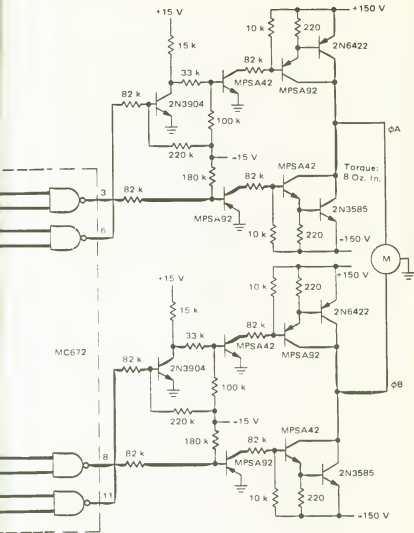 +15 V
+150 V
15 k
10 k
220
2N6422
82 k
33 k
82 k
MPSA42
MPSA92
2N3904
100 k
φA
220 k
-15 V
MPSA42
Torque:
8 Oz. In.
180 k
82 k
3
82 k
2N3585
MPSA92
6
10 k
220
-150 V
M
+150 V
10 k
220
+15 V
2N6422
15 k
82 k
33 k
MC672
82 k
MPSA42
MPSA92
2N3904
100 k
φB
220 k
-15 V
MPSA42
180 k
82 k
8
82 k
MPSA92
2N3585
11
10 k
220
-150 V